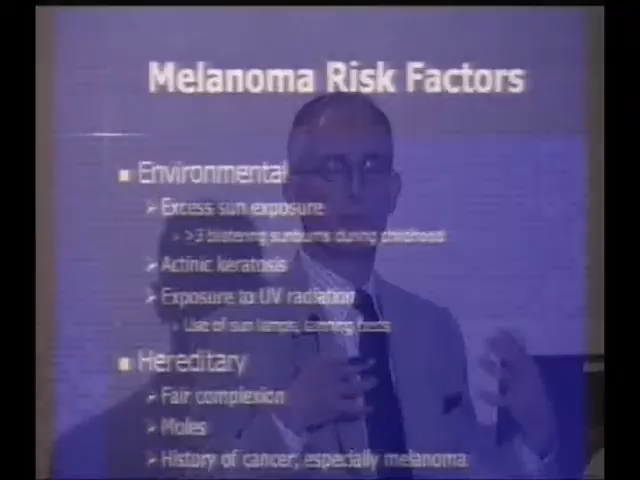 Melanoma Risk Factors
■ Environmental
➢ Excess sun exposure
▫ >3 blistering sunburns during childhood
➢ Actinic keratosis
➢ Exposure to UV radiation
▫ Use of sun lamps, tanning beds
■ Hereditary
➢ Fair complexion
➢ Moles
➢ History of cancer, especially melanoma